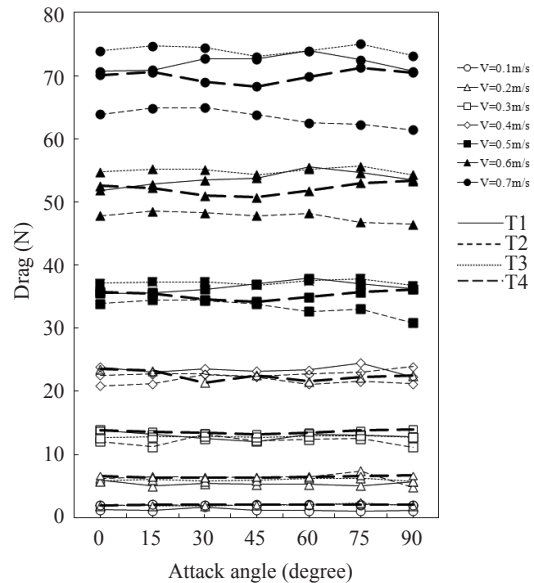 80
70
60
50
40
30
20
10
0
Drag (N)
0 15 30 45 60 75 90
Attack angle (degree)
V=0.1m/s
V=0.2m/s
V=0.3m/s
V=0.4m/s
V=0.5m/s
V=0.6m/s
V=0.7m/s
T1
T2
T3
T4